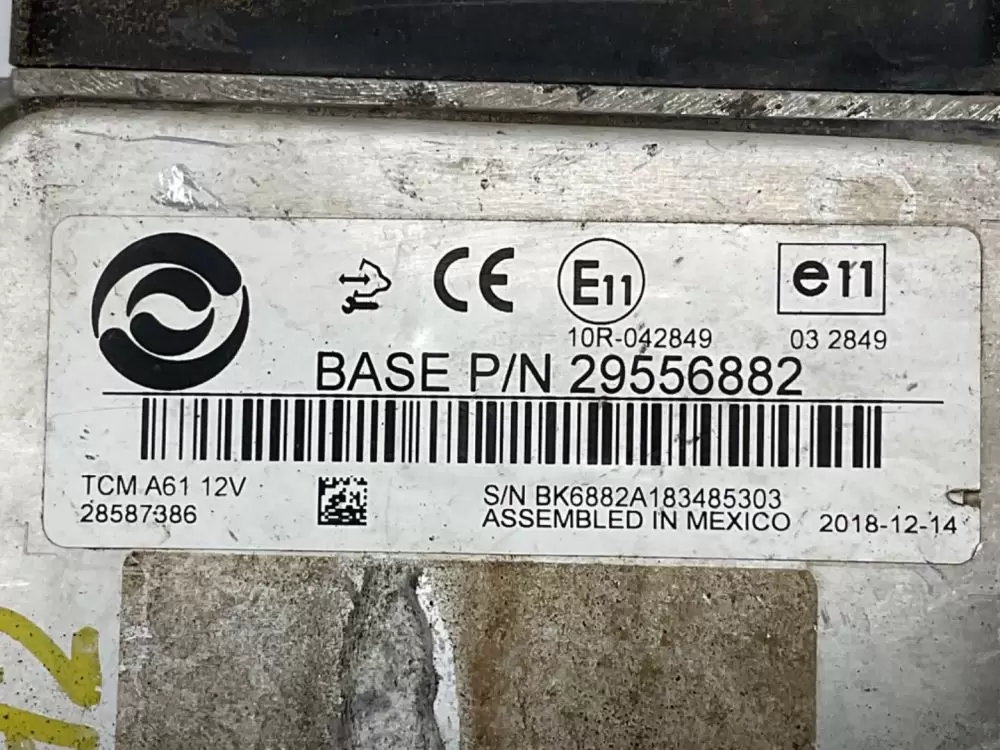 CE E11 e11
10R-042849 03 2849
BASE P/N 29556882
TCM A61 12V
28587386
S/N BK6882A183485303
ASSEMBLED IN MEXICO 2018-12-14